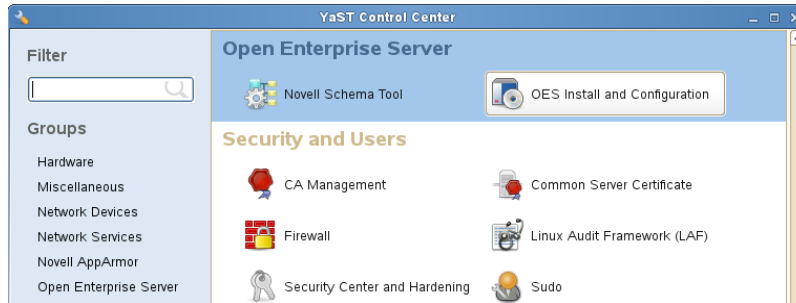 YaST Control Center
Filter
Groups
Hardware
Miscellaneous
Network Devices
Network Services
Novell AppArmor
Open Enterprise Server
Open Enterprise Server
Novell Schema Tool
OES Install and Configuration
Security and Users
CA Management
Common Server Certificate
Firewall
Linux Audit Framework (LAF)
Security Center and Hardening
Sudo